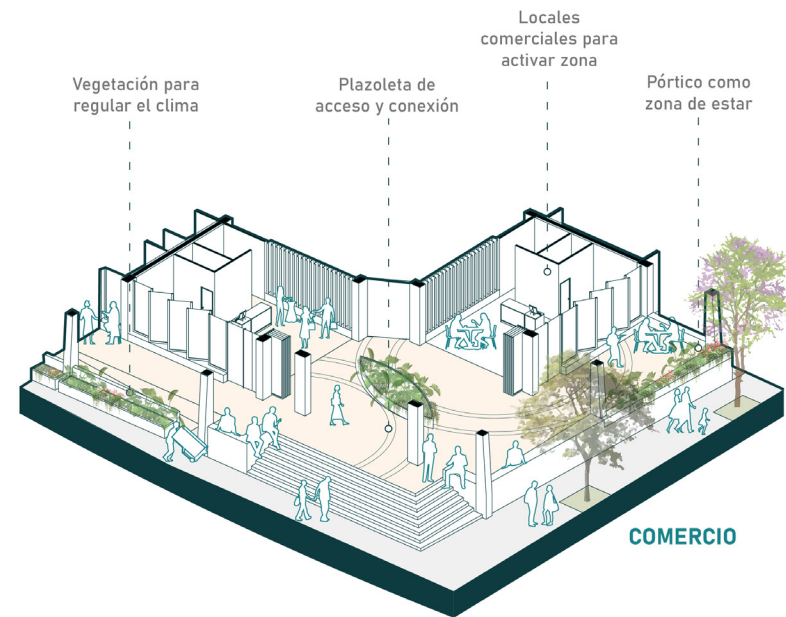 Locales
comerciales para
activar zona
Vegetación para
regular el clima
Plazoleta de
acceso y conexión
Pórtico como
zona de estar
COMERCIO